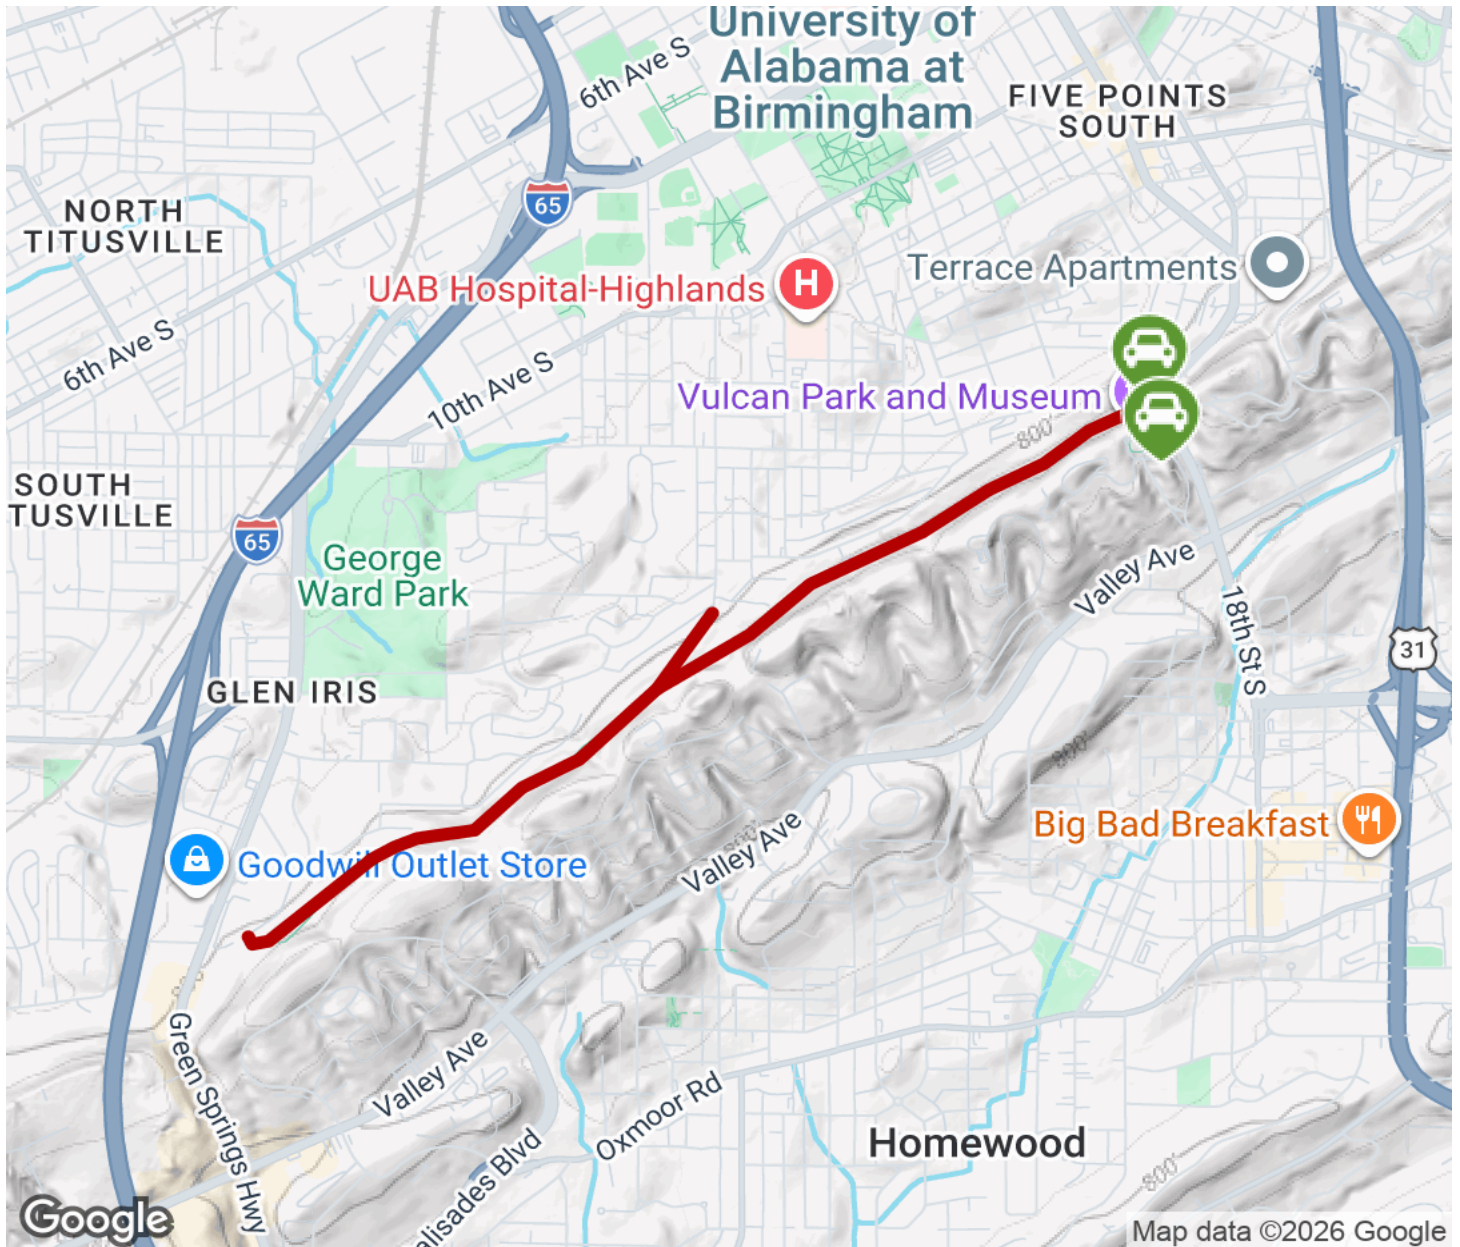 University of
Alabama at
Birmingham
6th Ave S
FIVE POINTS
SOUTH
NORTH
TITUSVILLE
65
Terrace Apartments
UAB Hospital-Highlands
H
6th Ave S
10th Ave S
Vulcan Park and Museum
800'
SOUTH
TUSVILLE
65
George
Ward Park
Valley Ave
18th St S
31
GLEN IRIS
800'
Big Bad Breakfast
800'
Valley Ave
Goodwill Outlet Store
Green Springs Hwy
Valley Ave
Oxmoor Rd
alisades Blvd
Homewood
800'
Google
Map data ©2026 Google